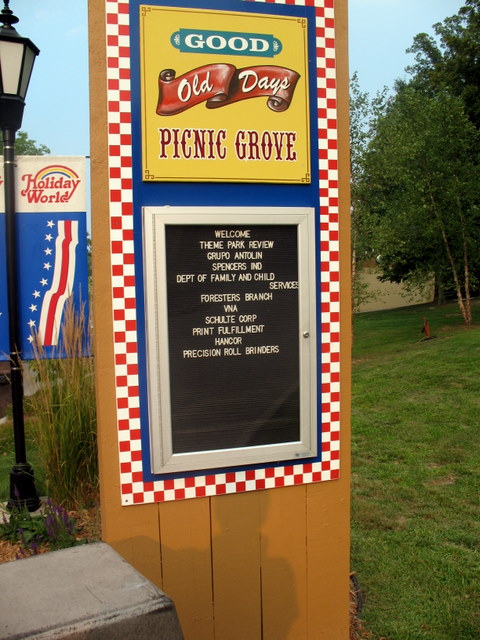 GOOD
Old Days
PICNIC GROVE
Holiday
World
WELCOME
THEME PARK REVIEW
GRUPO ANTOLIN
SPENCERS IND
DEPT OF FAMILY AND CHILD
SERVICES
FORESTERS BRANCH
VNA
SCHULTE CORP
PRINT FULFILLMENT
HANCOR
PRECISION ROLL BRINDERS